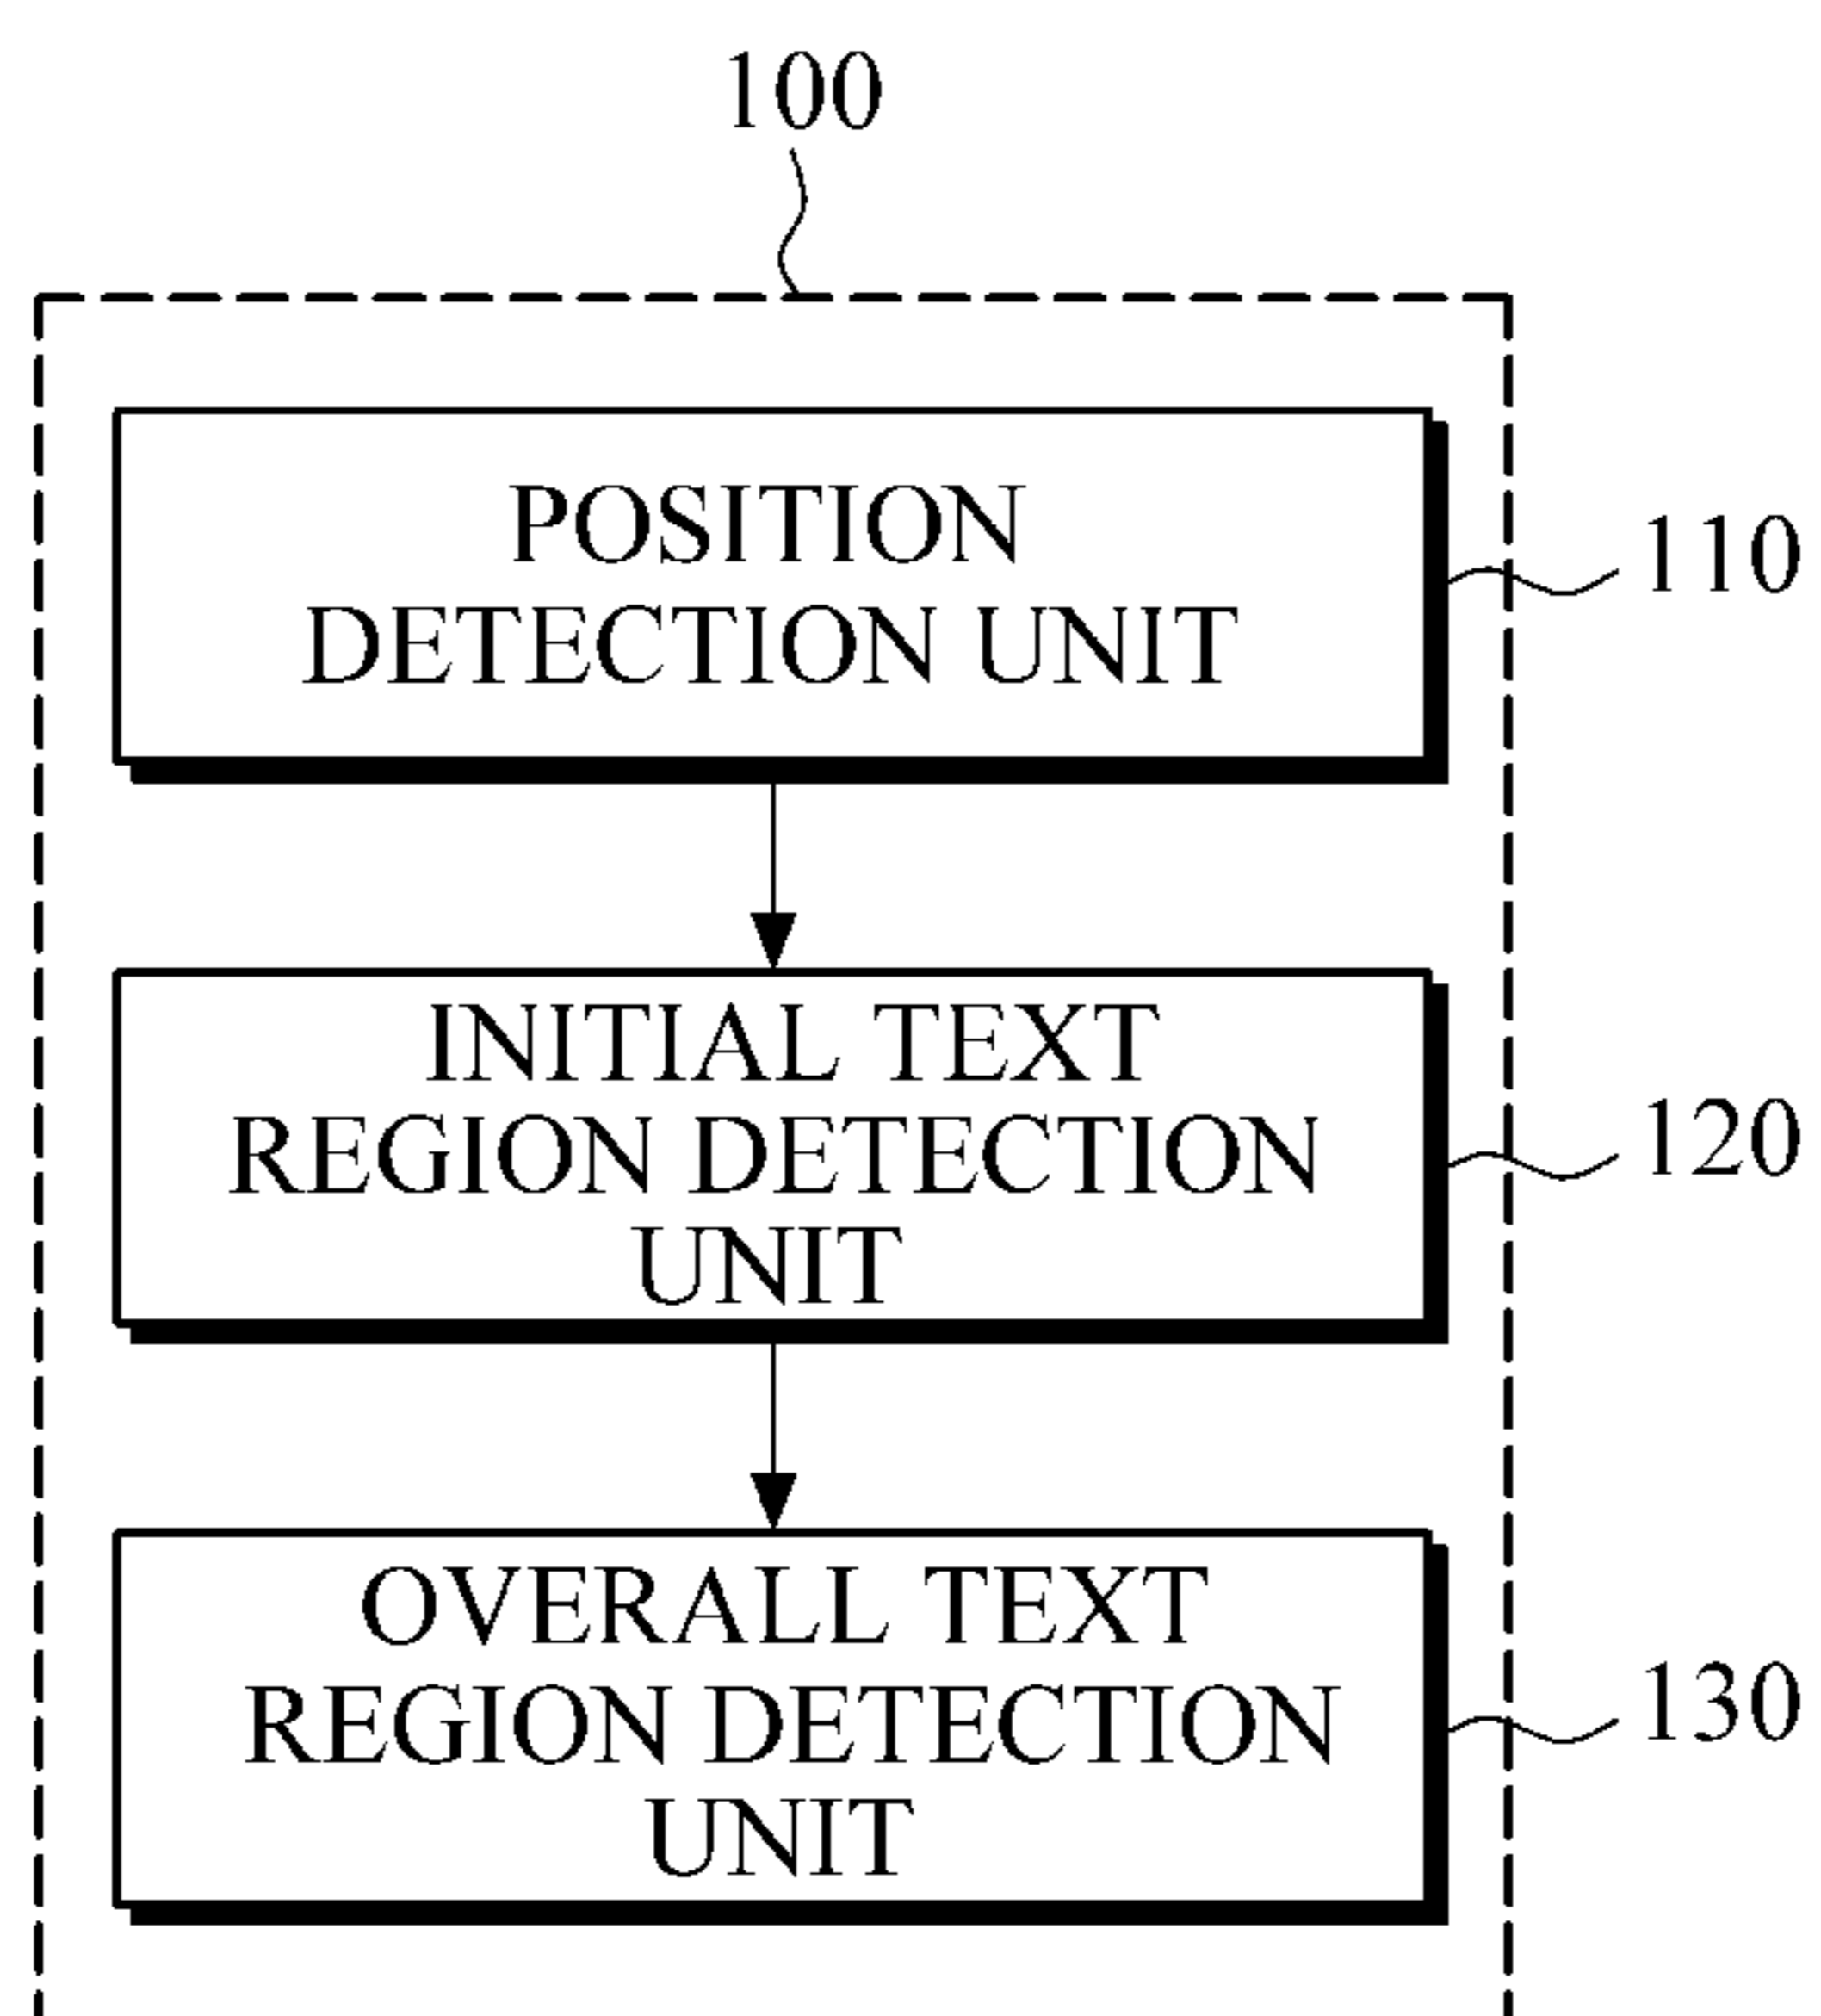 100
POSITION
DETECTION UNIT
110
INITIAL TEXT
REGION DETECTION
UNIT
120
OVERALL TEXT
REGION DETECTION
UNIT
130